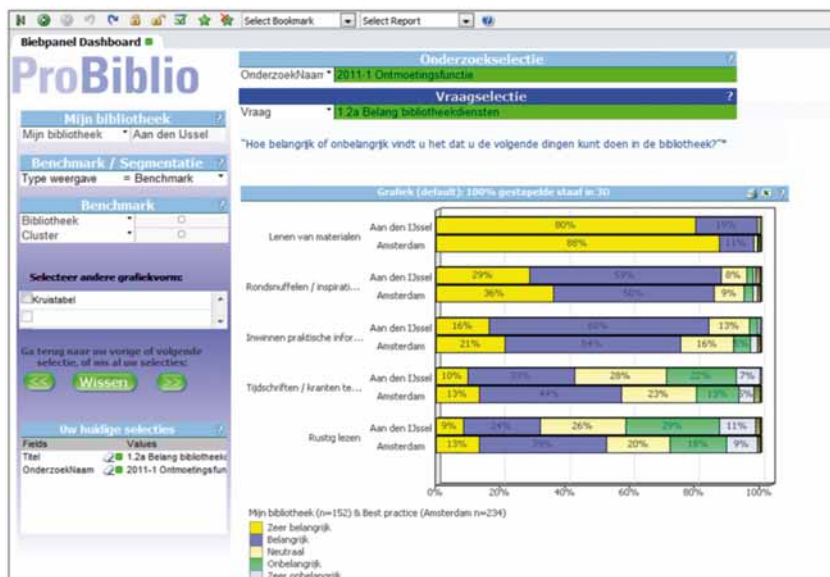 Select Bookmark Select Report
Biebpanel Dashboard
ProBiblio
Onderzoekselectie ?
OnderzoekNaam 2011-1 Ontmoetingsfunctie
Vraagselectie ?
Vraag 1.2a Belang bibliotheekdiensten
"Hoe belangrijk of onbelangrijk vindt u het dat u de volgende dingen kunt doen in de bibliotheek?"*
Mijn bibliotheek ?
Mijn bibliotheek Aan den IJssel
Benchmark / Segmentatie ?
Type weergave = Benchmark
Benchmark ?
Bibliotheek
Cluster
Selecteer andere grafiekvorm:
Kruistabel
Ga terug naar uw vorige of volgende
selectie, of wis al uw selecties:
<< Wissen >>
Uw huidige selecties ?
Fields Values
Titel 1.2a Belang bibliotheekd
OnderzoekNaam 2011-1 Ontmoetingsfun
Grafiek (default): 100% gestapelde staaf in 3D ?
Lenen van materialen
Aan den IJssel 80% 19%
Amsterdam 88% 11%
Rondsnuffelen / inspirati...
Aan den IJssel 29% 59% 8%
Amsterdam 36% 50% 9%
Inwinnen praktische infor...
Aan den IJssel 16% 68% 13%
Amsterdam 21% 54% 16%
Tijdschriften / kranten te...
Aan den IJssel 10% 28% 22% 7%
Amsterdam 13% 44% 23% 13%
Rustig lezen
Aan den IJssel 9% 24% 26% 29% 11%
Amsterdam 13% 39% 20% 18% 9%
0% 20% 40% 60% 80% 100%
Mijn bibliotheek (n=152) & Best practice (Amsterdam n=234)
Zeer belangrijk
Belangrijk
Neutraal
Onbelangrijk
Zeer onbelangrijk